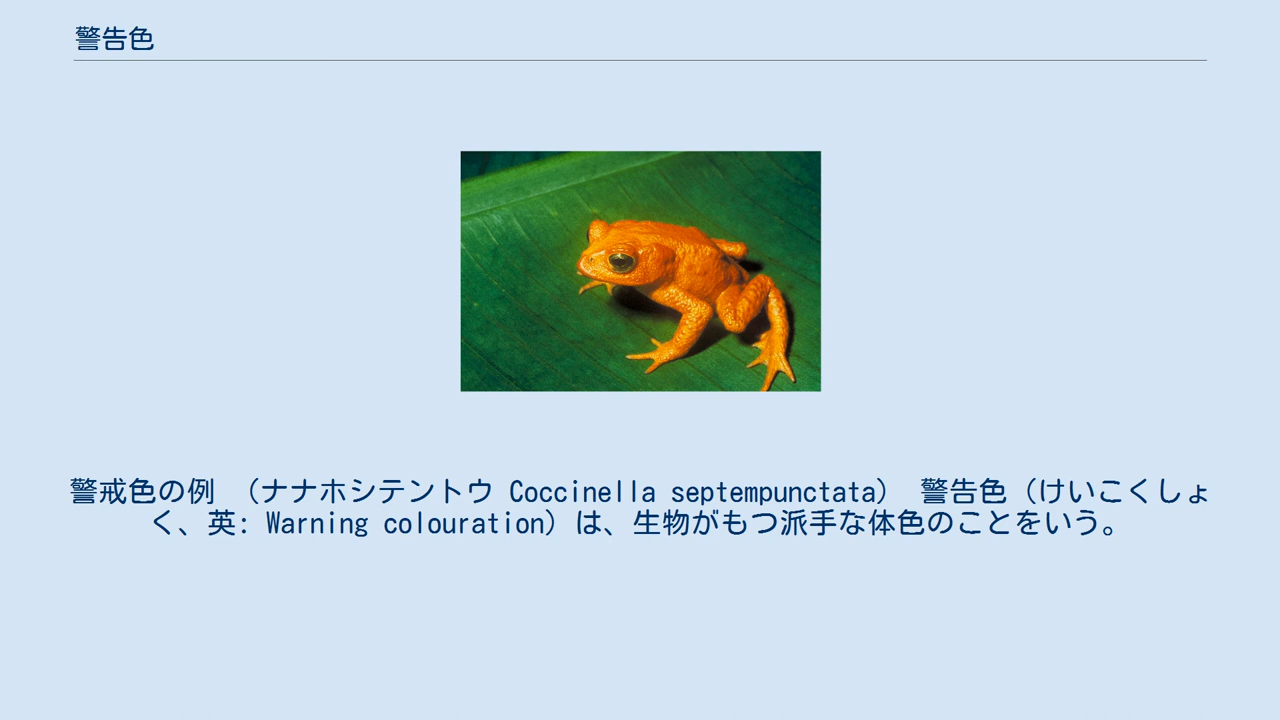 警告色
警戒色の例 （ナナホシテントウ Coccinella septempunctata） 警告色（けいこくしょ
く、英: Warning colouration）は、生物がもつ派手な体色のことをいう。